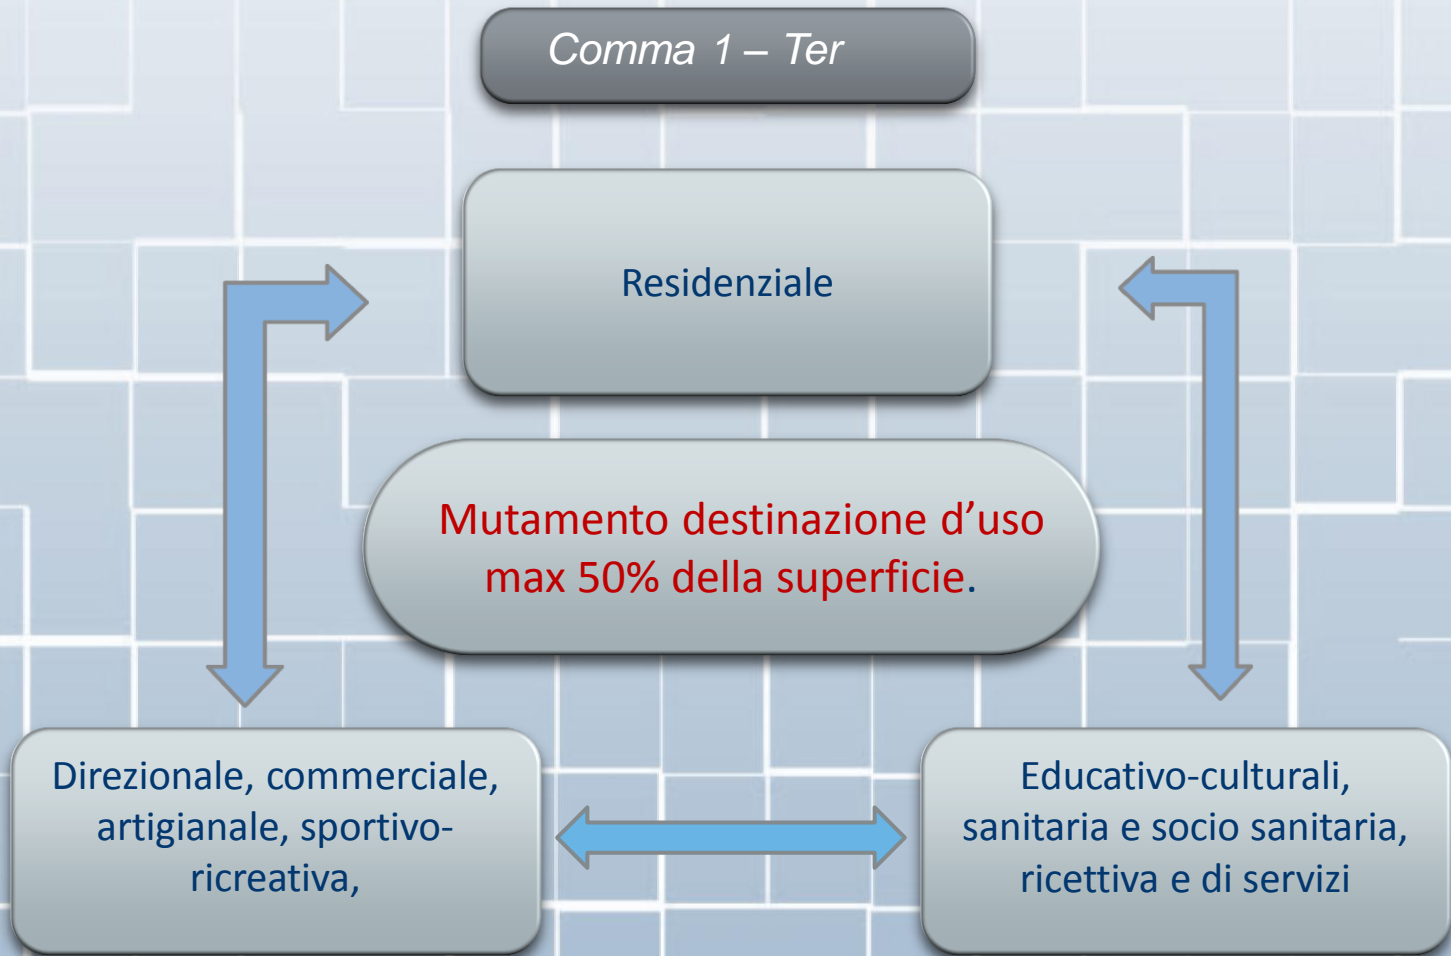 Comma 1 – Ter
Residenziale
Mutamento destinazione d’uso
max 50% della superficie.
Direzionale, commerciale,
artigianale, sportivo-
ricreativa,
Educativo-culturali,
sanitaria e socio sanitaria,
ricettiva e di servizi